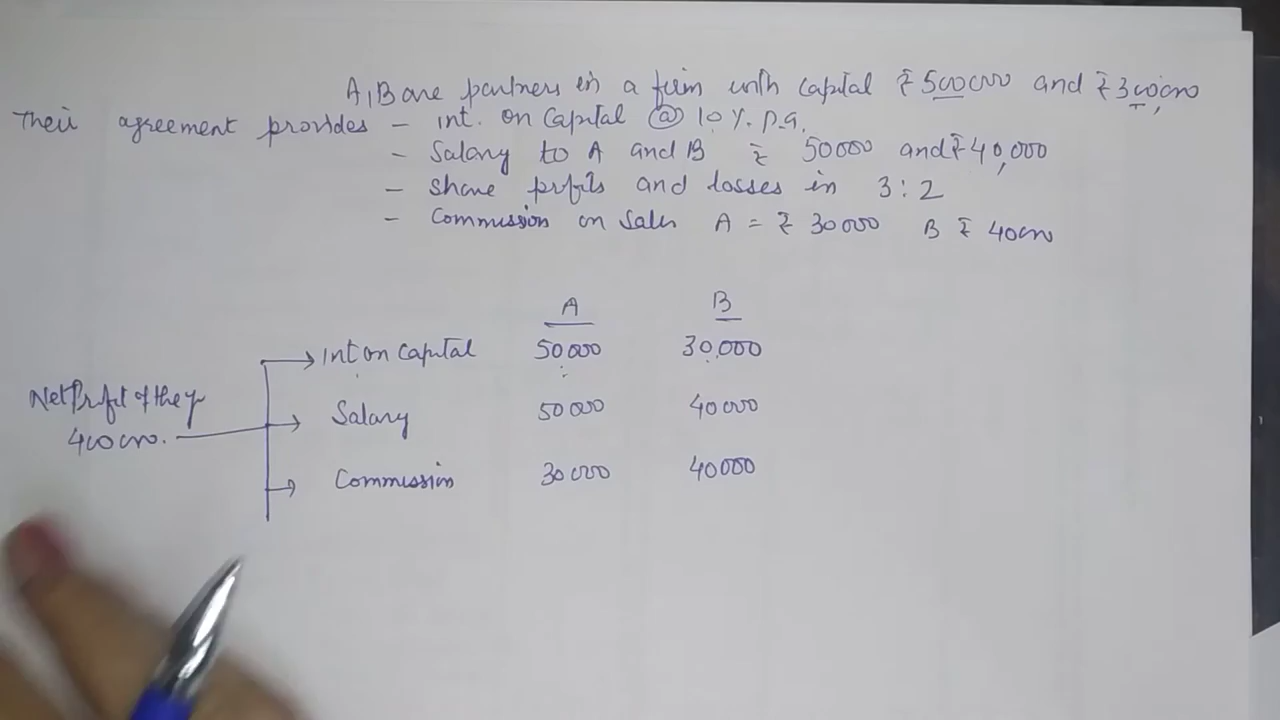 A, B are partners in a firm with Capital ₹ 500000 and ₹ 300,000
Their agreement provides - int. on Capital @ 10 %. p.a.
- Salary to A and B ₹ 50000 and ₹ 40,000
- Share profits and losses in 3:2
- Commission on Sales A = ₹ 30000 B ₹ 40000
A B
Int on Capital 50000 30,000
Net Profit of the yr
Salary 50000 40000
400000.
Commission 30000 40000